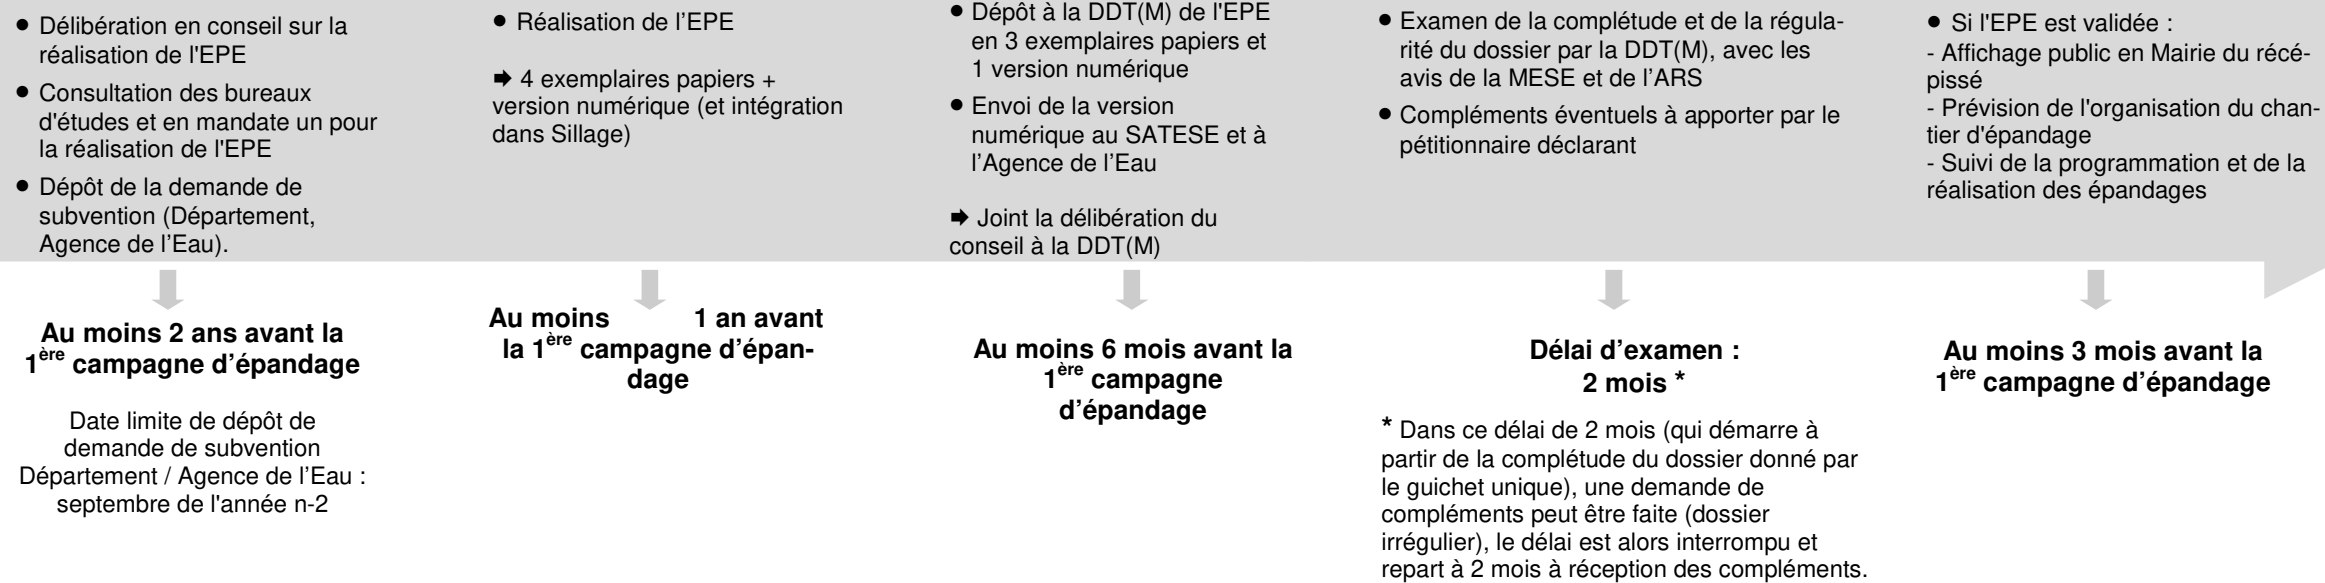 ● Délibération en conseil sur la
réalisation de l'EPE
● Consultation des bureaux
d'études et en mandate un pour
la réalisation de l'EPE
● Dépôt de la demande de
subvention (Département,
Agence de l’Eau).
Au moins 2 ans avant la
1ère campagne d’épandage
Date limite de dépôt de
demande de subvention
Département / Agence de l’Eau :
septembre de l'année n-2
● Réalisation de l’EPE
➡ 4 exemplaires papiers +
version numérique (et intégration
dans Sillage)
Au moins 1 an avant
la 1ère campagne d’épan-
dage
● Dépôt à la DDT(M) de l'EPE
en 3 exemplaires papiers et
1 version numérique
● Envoi de la version
numérique au SATESE et à
l’Agence de l’Eau
➡ Joint la délibération du
conseil à la DDT(M)
Au moins 6 mois avant la
1ère campagne
d’épandage
● Examen de la complétude et de la régula-
rité du dossier par la DDT(M), avec les
avis de la MESE et de l’ARS
● Compléments éventuels à apporter par le
pétitionnaire déclarant
Délai d’examen :
2 mois *
* Dans ce délai de 2 mois (qui démarre à
partir de la complétude du dossier donné par
le guichet unique), une demande de
compléments peut être faite (dossier
irrégulier), le délai est alors interrompu et
repart à 2 mois à réception des compléments.
● Si l'EPE est validée :
- Affichage public en Mairie du récé-
pissé
- Prévision de l'organisation du chan-
tier d'épandage
- Suivi de la programmation et de la
réalisation des épandages
Au moins 3 mois avant la
1ère campagne d’épandage